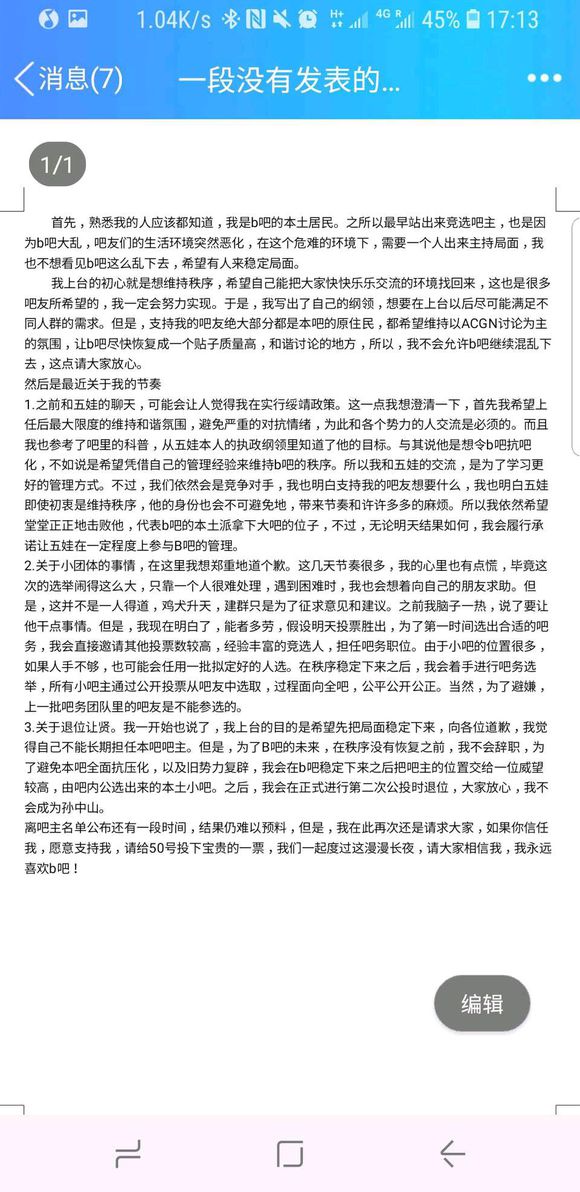 1.04K/s H+ 4G R 45% 17:13
消息(7) 一段没有发表的...
1/1
首先，熟悉我的人应该都知道，我是b吧的本土居民。之所以最早站出来竞选吧主，也是因
为b吧大乱，吧友们的生活环境突然恶化，在这个危难的环境下，需要一个人出来主持局面，我
也不想看见b吧这么乱下去，希望有人来稳定局面。
我上台的初心就是想维持秩序，希望自己能把大家快快乐乐交流的环境找回来，这也是很多
吧友所希望的，我一定会努力实现。于是，我写出了自己的纲领，想要在上台以后尽可能满足不
同人群的需求。但是，支持我的吧友绝大部分都是本吧的原住民，都希望维持以ACGN讨论为主
的氛围，让b吧尽快恢复成一个贴子质量高，和谐讨论的地方，所以，我不会允许b吧继续混乱下
去，这点请大家放心。
然后是最近关于我的节奏
1.之前和五娃的聊天，可能会让人觉得我在实行绥靖政策。这一点我想澄清一下，首先我希望上
任后最大限度的维持和谐氛围，避免严重的对抗情绪，为此和各个势力的人交流是必须的。而且
我也参考了吧里的科普，从五娃本人的执政纲领里知道了他的目标。与其说他是想令b吧抗吧
化，不如说是希望凭借自己的管理经验来维持b吧的秩序。所以我和五娃的交流，是为了学习更
好的管理方式。不过，我们依然会是竞争对手，我也明白支持我的吧友想要什么，我也明白五娃
即使初衷是维持秩序，他的身份也会不可避免地，带来节奏和许许多多的麻烦。所以我依然希望
堂堂正正地击败他，代表b吧的本土派拿下大吧的位子，不过，无论明天结果如何，我会履行承
诺让五娃在一定程度上参与B吧的管理。
2.关于小团体的事情，在这里我想郑重地道个歉。这几天节奏很多，我的心里也有点慌，毕竟这
次的选举闹得这么大，只靠一个人很难处理，遇到困难时，我也会想着向自己的朋友求助。但
是，这并不是一人得道，鸡犬升天，建群只是为了征求意见和建议。之前我脑子一热，说了要让
他干点事情。但是，我现在明白了，能者多劳，假设明天投票胜出，为了第一时间选出合适的吧
务，我会直接邀请其他投票数较高，经验丰富的竞选人，担任吧务职位。由于小吧的位置很多，
如果人手不够，也可能会任用一批拟定好的人选。在秩序稳定下来之后，我会着手进行吧务选
举，所有小吧主通过公开投票从吧友中选取，过程面向全吧，公平公开公正。当然，为了避嫌，
上一批吧务团队里的吧友是不能参选的。
3.关于退位让贤。我一开始也说了，我上台的目的是希望先把局面稳定下来，向各位道歉，我觉
得自己不能长期担任本吧吧主。但是，为了B吧的未来，在秩序没有恢复之前，我不会辞职，为
了避免本吧全面抗压化，以及旧势力复辟，我会在b吧稳定下来之后把吧主的位置交给一位威望
较高，由吧内公选出来的本土小吧。之后，我会在正式进行第二次公投时退位，大家放心，我不
会成为孙中山。
离吧主名单公布还有一段时间，结果仍难以预料，但是，我在此再次还是请求大家，如果你信任
我，愿意支持我，请给50号投下宝贵的一票，我们一起度过这漫漫长夜，请大家相信我，我永远
喜欢b吧！
编辑